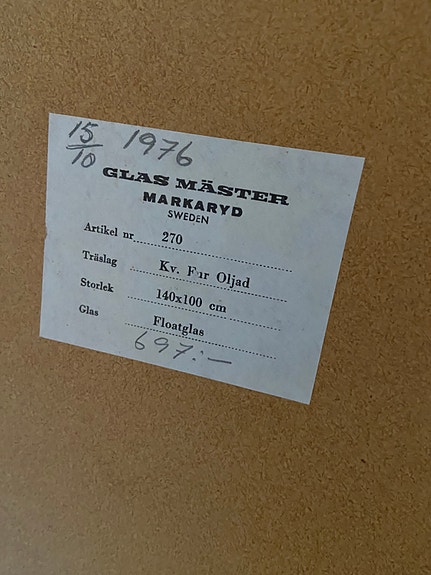 15/10 1976
GLAS MÄSTER
MARKARYD
SWEDEN
Artikel nr 270
Träslag Kv. Fur Oljad
Storlek 140x100 cm
Glas Floatglas
697:-